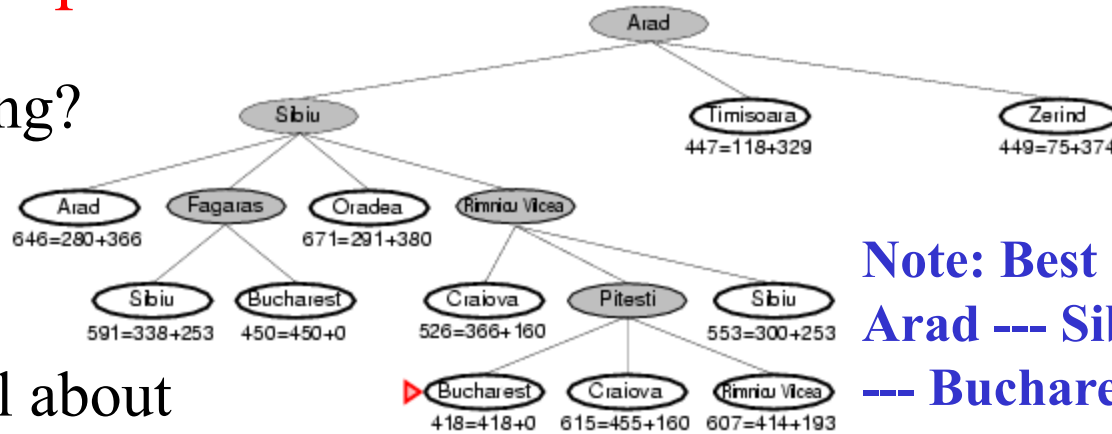 Arad
ng?
Sibiu
Timisoara
Zerind
447=118+329
449=75+374
Arad
Fagaras
Oradea
Rimnicu Vilcea
646=280+366
671=291+380
Note: Best
Sibiu
Bucharest
Craiova
Pitesti
Sibiu
591=338+253
450=450+0
526=366+160
553=300+253
Arad --- Sib
l about
Bucharest
Craiova
Rimnicu Vilcea
--- Buchare
418=418+0
615=455+160
607=414+193